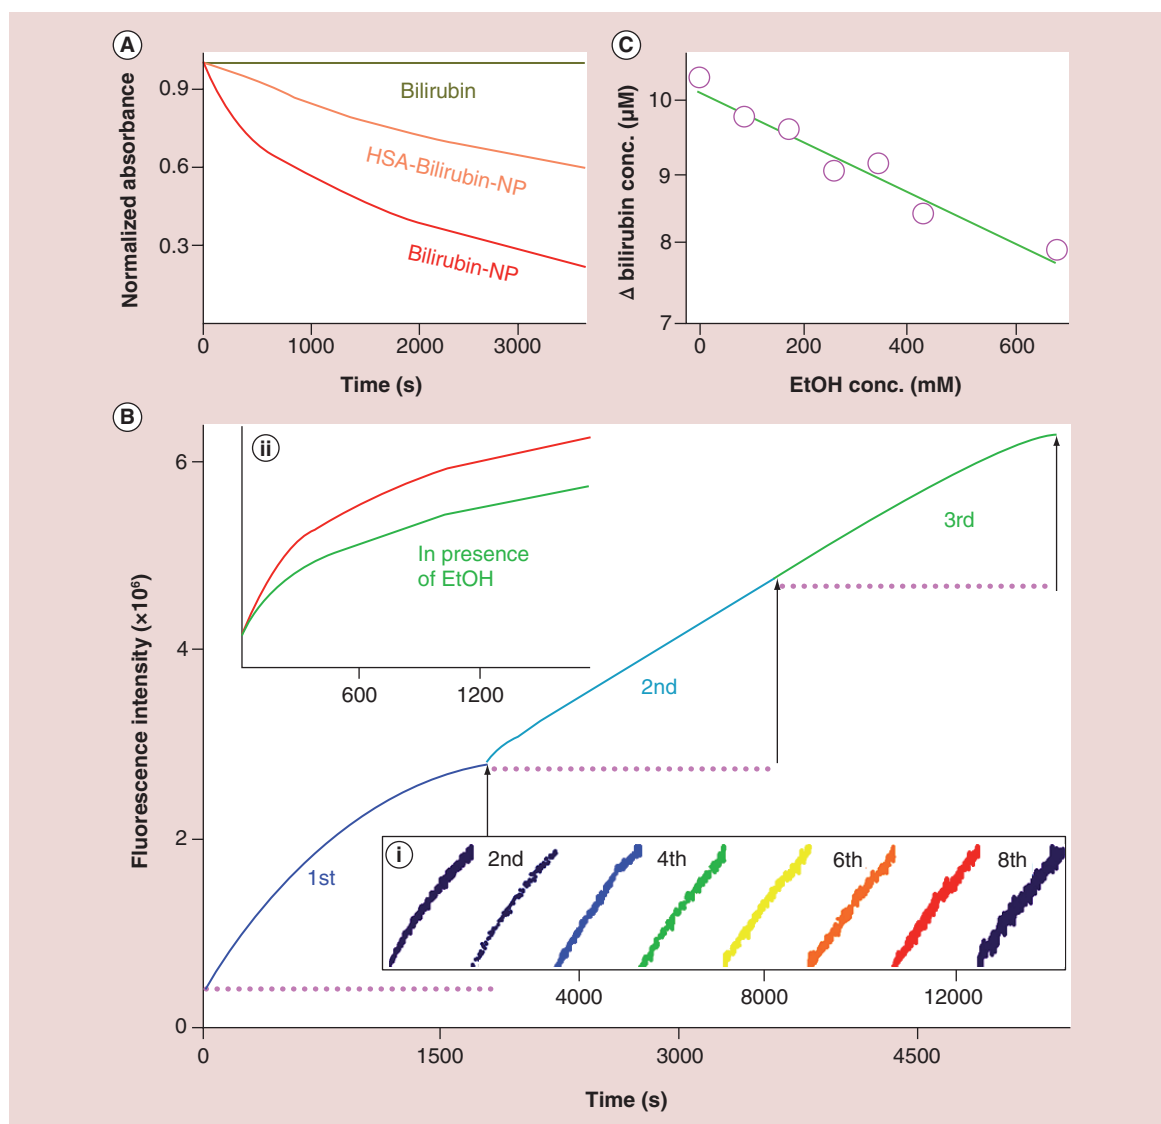 A
Normalized absorbance
0.9
0.6
0.3
Bilirubin
HSA-Bilirubin-NP
Bilirubin-NP
0 1000 2000 3000
Time (s)
C
Δ bilirubin conc. (µM)
10
9
8
7
0 200 400 600
EtOH conc. (mM)
B
Fluorescence intensity (×10⁶)
6
4
2
0
ii
In presence
of EtOH
600 1200
1st
2nd
3rd
i
2nd 4th 6th 8th
4000 8000 12000
0 1500 3000 4500
Time (s)